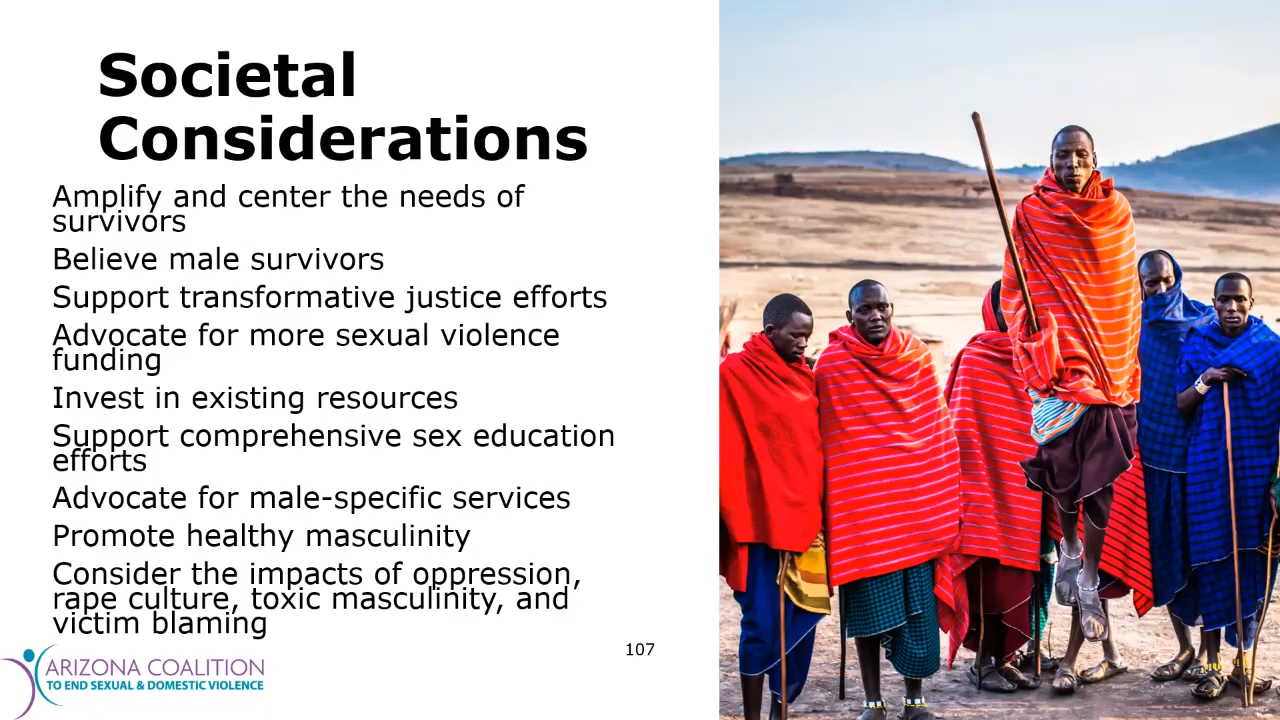 Societal
Considerations
Amplify and center the needs of
survivors
Believe male survivors
Support transformative justice efforts
Advocate for more sexual violence
funding
Invest in existing resources
Support comprehensive sex education
efforts
Advocate for male-specific services
Promote healthy masculinity
Consider the impacts of oppression,
rape culture, toxic masculinity, and
victim blaming
107
ARIZONA COALITION
TO END SEXUAL & DOMESTIC VIOLENCE